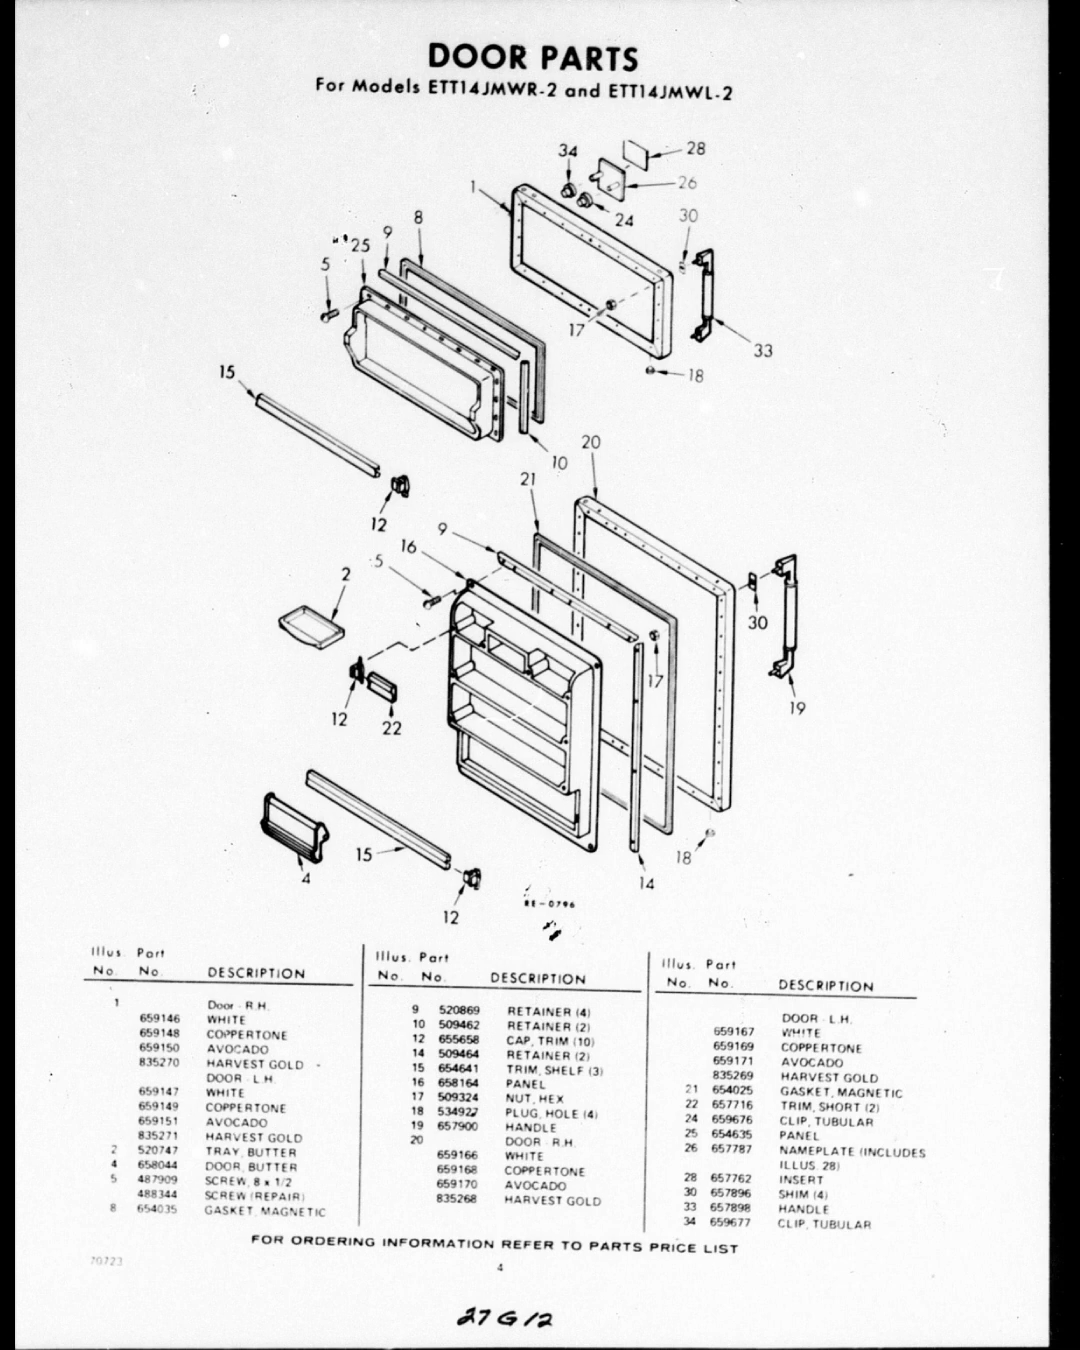 DOOR PARTS
For Models ETT14JMWR-2 and ETT14JMWL-2
34
28
26
1
24
30
8
9
25
5
17
33
18
15
10
20
21
12
9
16
5
2
30
17
12
22
19
15
18
4
14
12
RE-0796
Illus. Part
No. No. DESCRIPTION
1 Door - R.H.
659146 WHITE
659148 COPPERTONE
659150 AVOCADO
835270 HARVEST GOLD
DOOR - L.H.
659147 WHITE
659149 COPPERTONE
659151 AVOCADO
835271 HARVEST GOLD
2 520747 TRAY, BUTTER
4 658044 DOOR, BUTTER
5 487909 SCREW, 8 x 1/2
488344 SCREW (REPAIR)
8 654035 GASKET, MAGNETIC
Illus. Part
No. No. DESCRIPTION
9 520869 RETAINER (4)
10 509462 RETAINER (2)
12 655658 CAP, TRIM (10)
14 509464 RETAINER (2)
15 654641 TRIM, SHELF (3)
16 658164 PANEL
17 509324 NUT, HEX
18 534927 PLUG, HOLE (4)
19 657900 HANDLE
20 DOOR - R.H.
659166 WHITE
659168 COPPERTONE
659170 AVOCADO
835268 HARVEST GOLD
Illus. Part
No. No. DESCRIPTION
DOOR - L.H.
659167 WHITE
659169 COPPERTONE
659171 AVOCADO
835269 HARVEST GOLD
21 654025 GASKET, MAGNETIC
22 657716 TRIM, SHORT (2)
24 659676 CLIP, TUBULAR
25 654635 PANEL
26 657787 NAMEPLATE (INCLUDES
ILLUS. 28)
28 657762 INSERT
30 657896 SHIM (4)
33 657898 HANDLE
34 659677 CLIP, TUBULAR
FOR ORDERING INFORMATION REFER TO PARTS PRICE LIST
70723
4
27G12